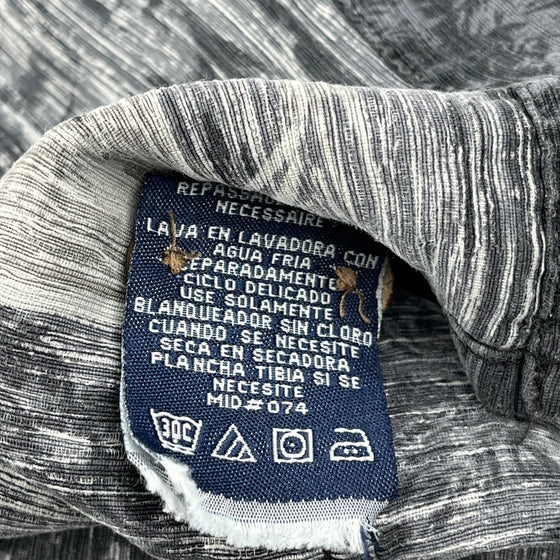 REPASSAGE
NECESSAIRE
LAVA EN LAVADORA CON
AGUA FRIA
SEPARADAMENTE
CICLO DELICADO
USE SOLAMENTE
BLANQUEADOR SIN CLORO
CUANDO SE NECESITE
SECA EN SECADORA
PLANCHA TIBIA SI SE
NECESITE
MID#074
30C